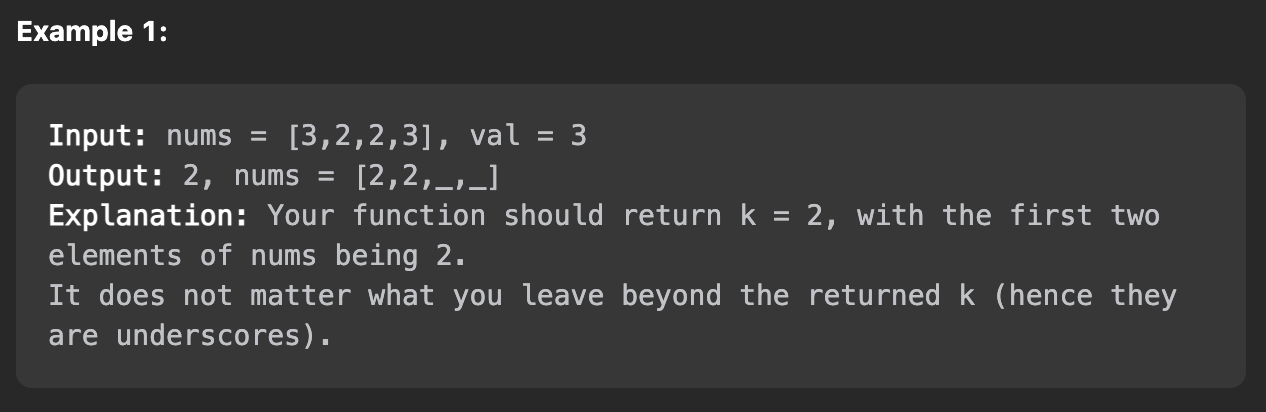 Example 1:
Input: nums = [3,2,2,3], val = 3
Output: 2, nums = [2,2,_,_]
Explanation: Your function should return k = 2, with the first two
elements of nums being 2.
It does not matter what you leave beyond the returned k (hence they
are underscores).